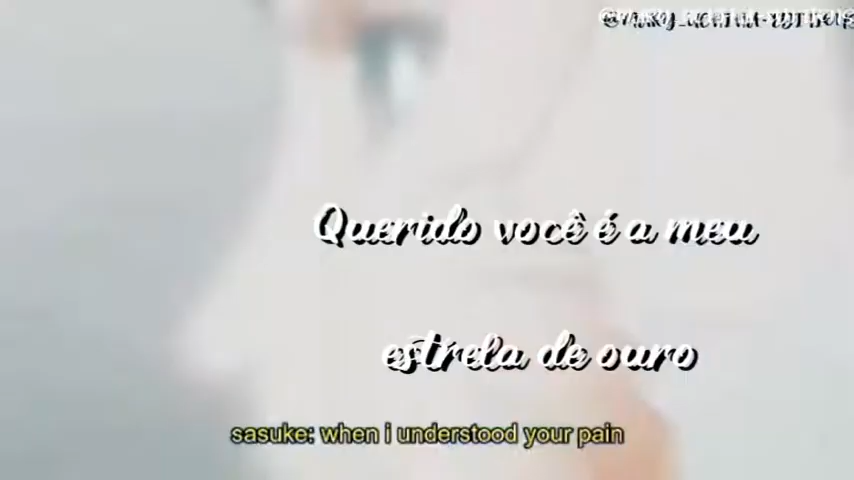 Querido você é a meu
estrela de ouro
sasuke: when i understood your pain